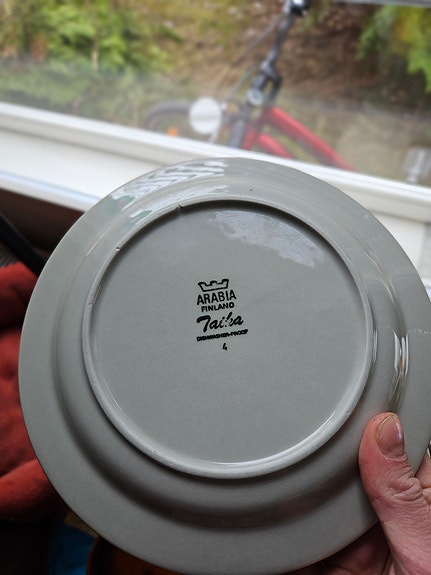 ARABIA
FINLAND
Taika
DISHWASHER-PROOF
4